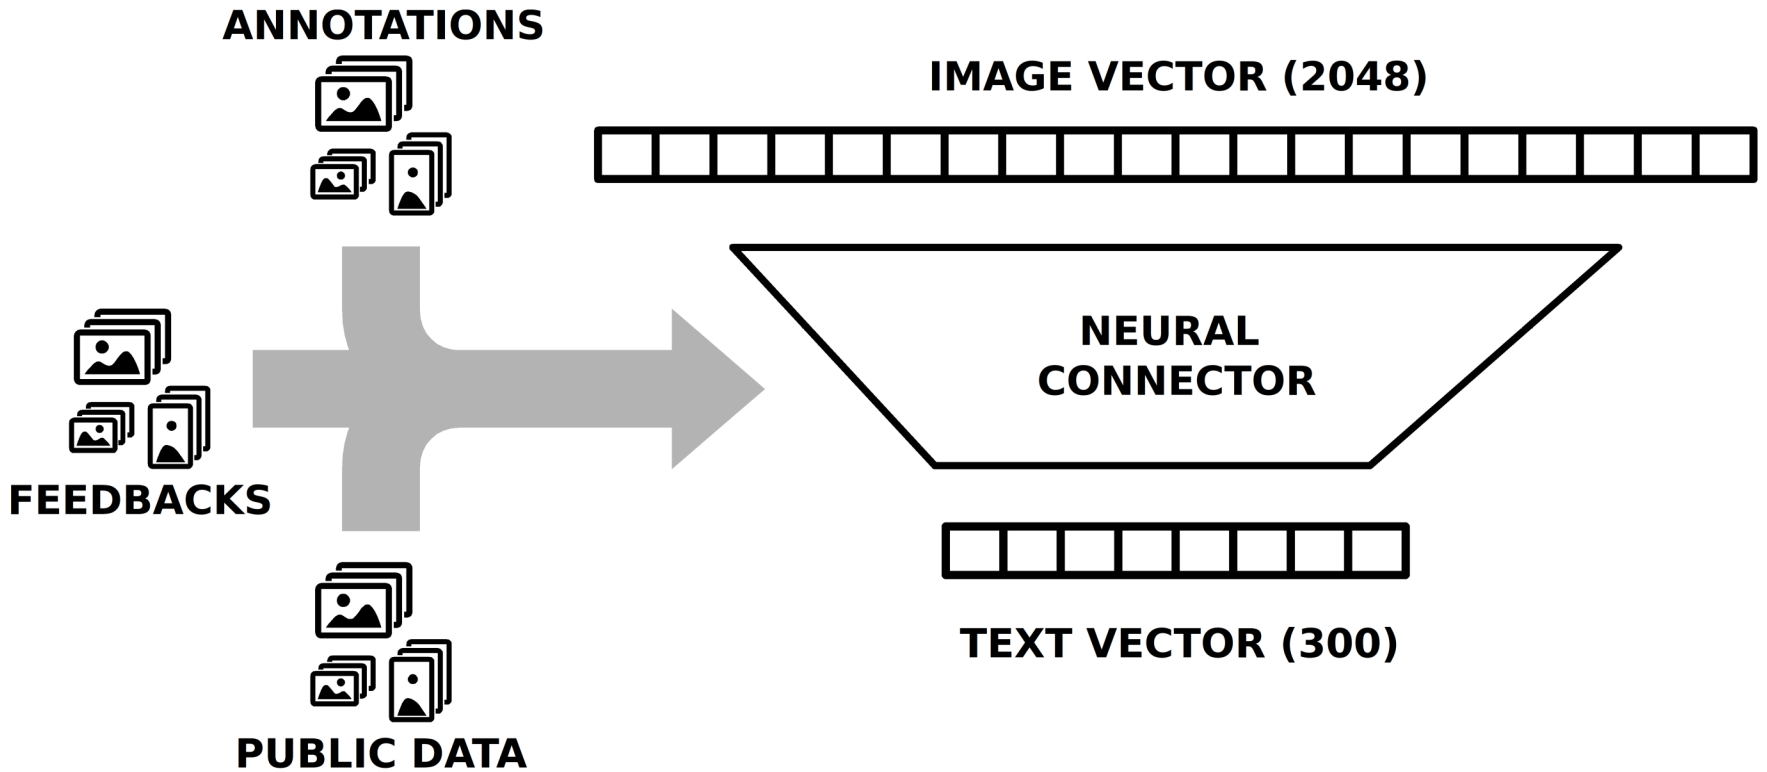 ANNOTATIONS
IMAGE VECTOR (2048)
NEURAL
CONNECTOR
FEEDBACKS
TEXT VECTOR (300)
PUBLIC DATA